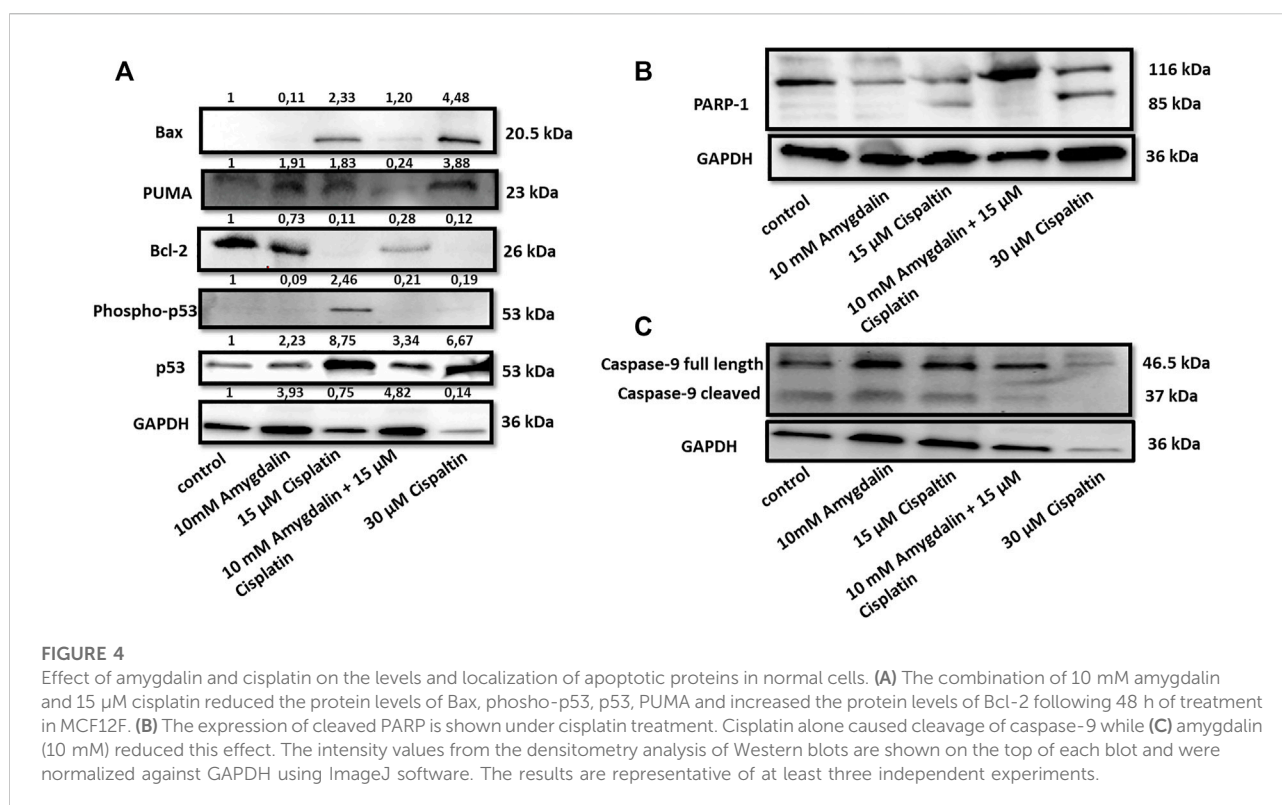 A
1 0,11 2,33 1,20 4,48
Bax 20.5 kDa
1 1,91 1,83 0,24 3,88
PUMA 23 kDa
1 0,73 0,11 0,28 0,12
Bcl-2 26 kDa
1 0,09 2,46 0,21 0,19
Phospho-p53 53 kDa
1 2,23 8,75 3,34 6,67
p53 53 kDa
1 3,93 0,75 4,82 0,14
GAPDH 36 kDa
control
10mM Amygdalin
15 μM Cisplatin
10 mM Amygdalin + 15 μM
Cisplatin
30 μM Cispaltin
B
PARP-1 116 kDa
85 kDa
GAPDH 36 kDa
control
10 mM Amygdalin
15 μM Cispaltin
10 mM Amygdalin + 15 μM
Cisplatin
30 μM Cisplatin
C
Caspase-9 full length 46.5 kDa
Caspase-9 cleaved 37 kDa
GAPDH 36 kDa
control
10mM Amygdalin
15 μM Cispaltin
10 mM Amygdalin + 15 μM
Cisplatin
30 μM Cispaltin
FIGURE 4
Effect of amygdalin and cisplatin on the levels and localization of apoptotic proteins in normal cells. (A) The combination of 10 mM amygdalin
and 15 μM cisplatin reduced the protein levels of Bax, phosho-p53, p53, PUMA and increased the protein levels of Bcl-2 following 48 h of treatment
in MCF12F. (B) The expression of cleaved PARP is shown under cisplatin treatment. Cisplatin alone caused cleavage of caspase-9 while (C) amygdalin
(10 mM) reduced this effect. The intensity values from the densitometry analysis of Western blots are shown on the top of each blot and were
normalized against GAPDH using ImageJ software. The results are representative of at least three independent experiments.